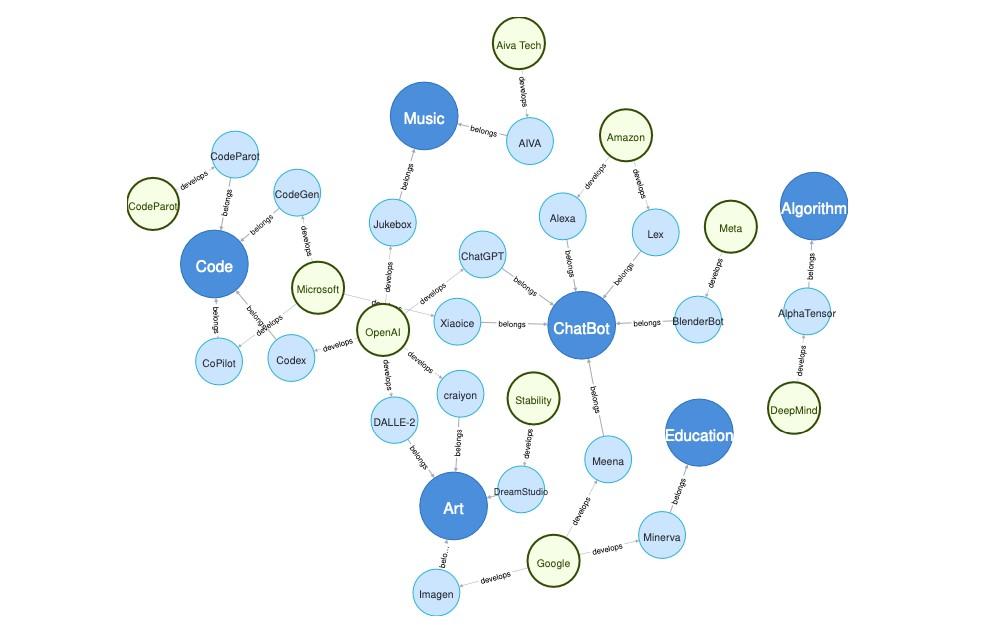 Aiva Tech
develops
Music
belongs
AIVA
Amazon
develops
develops
CodeParot
develops
CodeParot
belongs
CodeGen
belongs
develops
Code
belongs
belongs
Microsoft
develops
CoPilot
Codex
develops
belongs
Jukebox
develops
de...
OpenAI
develops
ChatGPT
belongs
Xiaoice
belongs
Alexa
belongs
Lex
belongs
ChatBot
Meta
develops
BlenderBot
belongs
Algorithm
belongs
AlphaTensor
develops
DeepMind
develops
develops
craiyon
DALLE-2
belongs
belongs
Stability
develops
DreamStudio
Art
belongs
Meena
develops
Education
belongs
Minerva
develops
Google
develops
belo...
Imagen